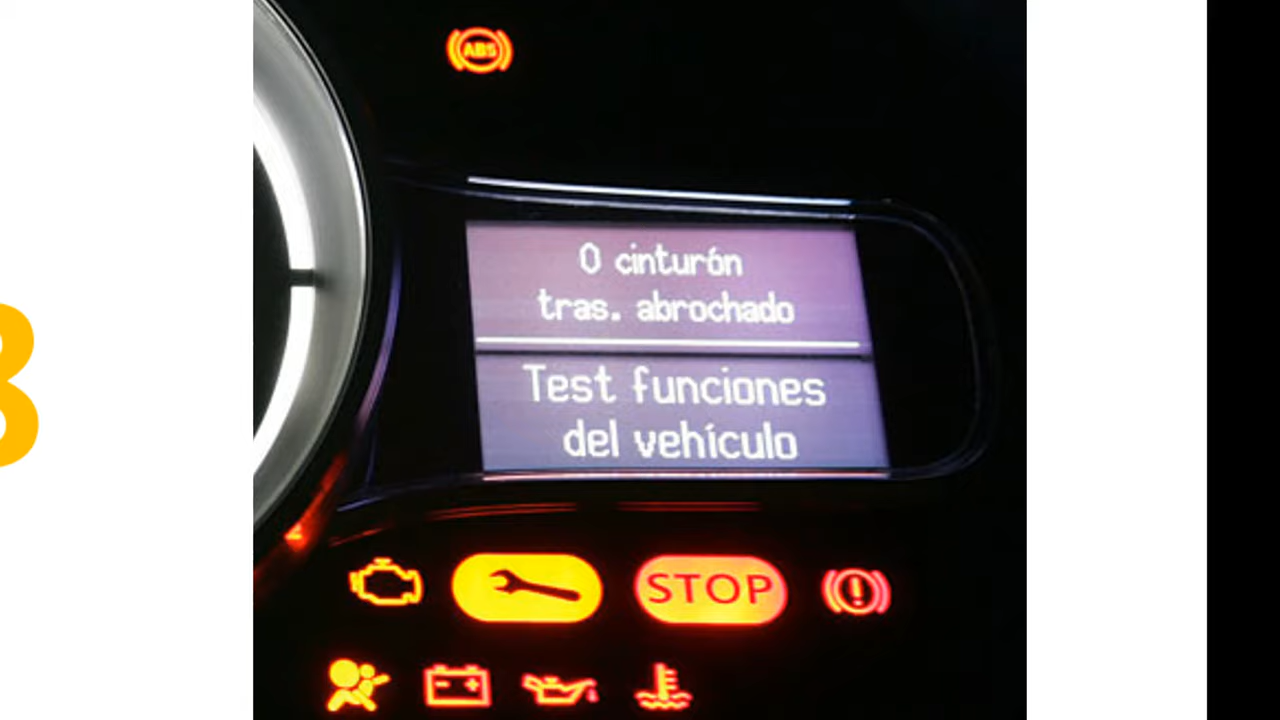 ABS
0 cinturón
tras. abrochado
Test funciones
del vehículo
STOP